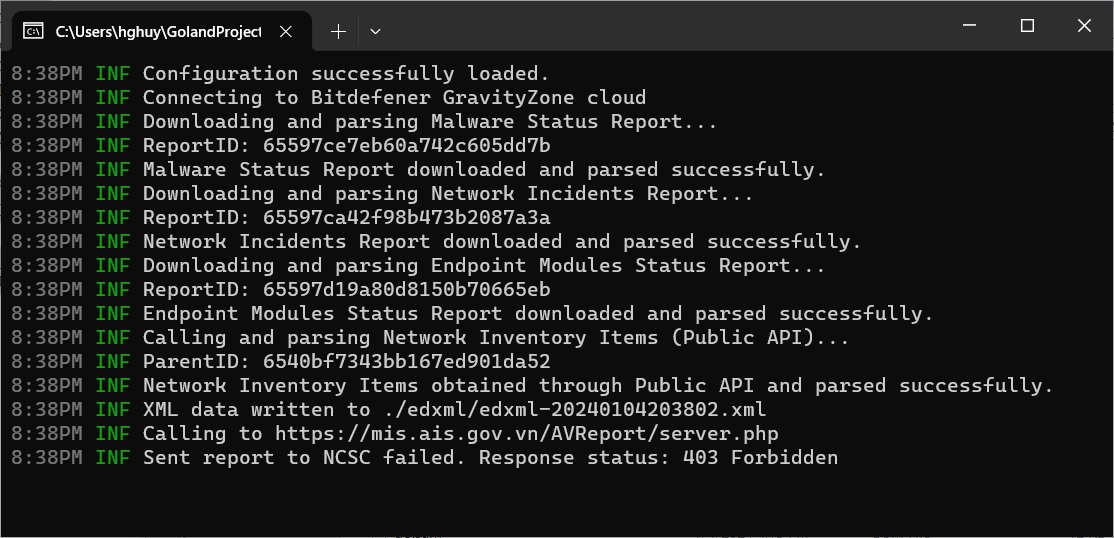 C:\Users\hghuy\GolandProject
8:38PM INF Configuration successfully loaded.
8:38PM INF Connecting to Bitdefener GravityZone cloud
8:38PM INF Downloading and parsing Malware Status Report...
8:38PM INF ReportID: 65597ce7eb60a742c605dd7b
8:38PM INF Malware Status Report downloaded and parsed successfully.
8:38PM INF Downloading and parsing Network Incidents Report...
8:38PM INF ReportID: 65597ca42f98b473b2087a3a
8:38PM INF Network Incidents Report downloaded and parsed successfully.
8:38PM INF Downloading and parsing Endpoint Modules Status Report...
8:38PM INF ReportID: 65597d19a80d8150b70665eb
8:38PM INF Endpoint Modules Status Report downloaded and parsed successfully.
8:38PM INF Calling and parsing Network Inventory Items (Public API)...
8:38PM INF ParentID: 6540bf7343bb167ed901da52
8:38PM INF Network Inventory Items obtained through Public API and parsed successfully.
8:38PM INF XML data written to ./edxml/edxml-20240104203802.xml
8:38PM INF Calling to https://mis.ais.gov.vn/AVReport/server.php
8:38PM INF Sent report to NCSC failed. Response status: 403 Forbidden